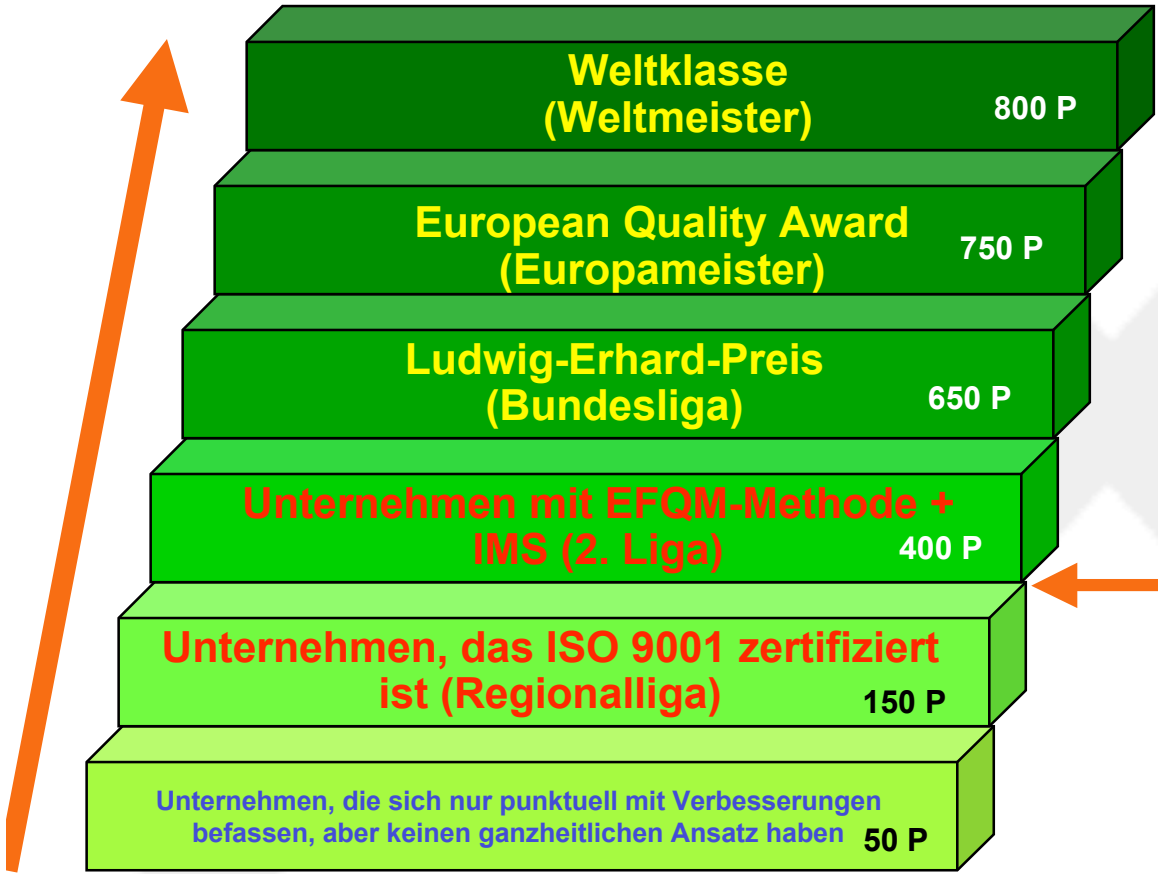 Weltklasse
(Weltmeister)
800 P
European Quality Award
(Europameister)
750 P
Ludwig-Erhard-Preis
(Bundesliga)
650 P
Unternehmen mit EFQM-Methode +
IMS (2. Liga)
400 P
Unternehmen, das ISO 9001 zertifiziert
ist (Regionalliga)
150 P
Unternehmen, die sich nur punktuell mit Verbesserungen
befassen, aber keinen ganzheitlichen Ansatz haben
50 P